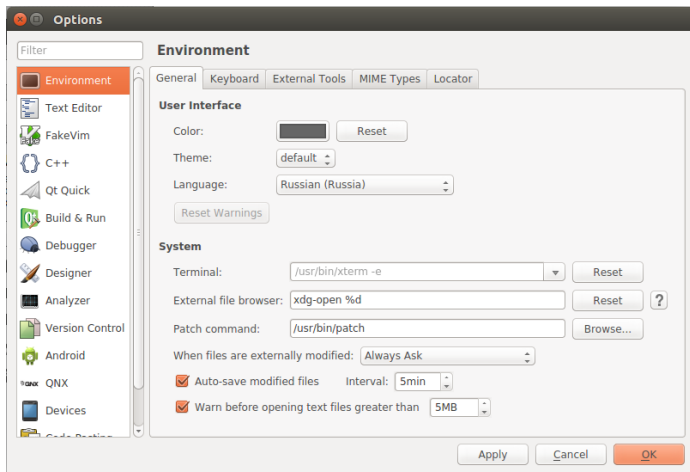 Options
Filter
Environment
Environment
Text Editor
FakeVim
C++
Qt Quick
Build & Run
Debugger
Designer
Analyzer
Version Control
Android
QNX
QNX
Devices
General Keyboard External Tools MIME Types Locator
User Interface
Color: Reset
Theme: default
Language: Russian (Russia)
Reset Warnings
System
Terminal: /usr/bin/xterm -e Reset
External file browser: xdg-open %d Reset ?
Patch command: /usr/bin/patch Browse...
When files are externally modified: Always Ask
Auto-save modified files Interval: 5min
Warn before opening text files greater than 5MB
Apply Cancel OK